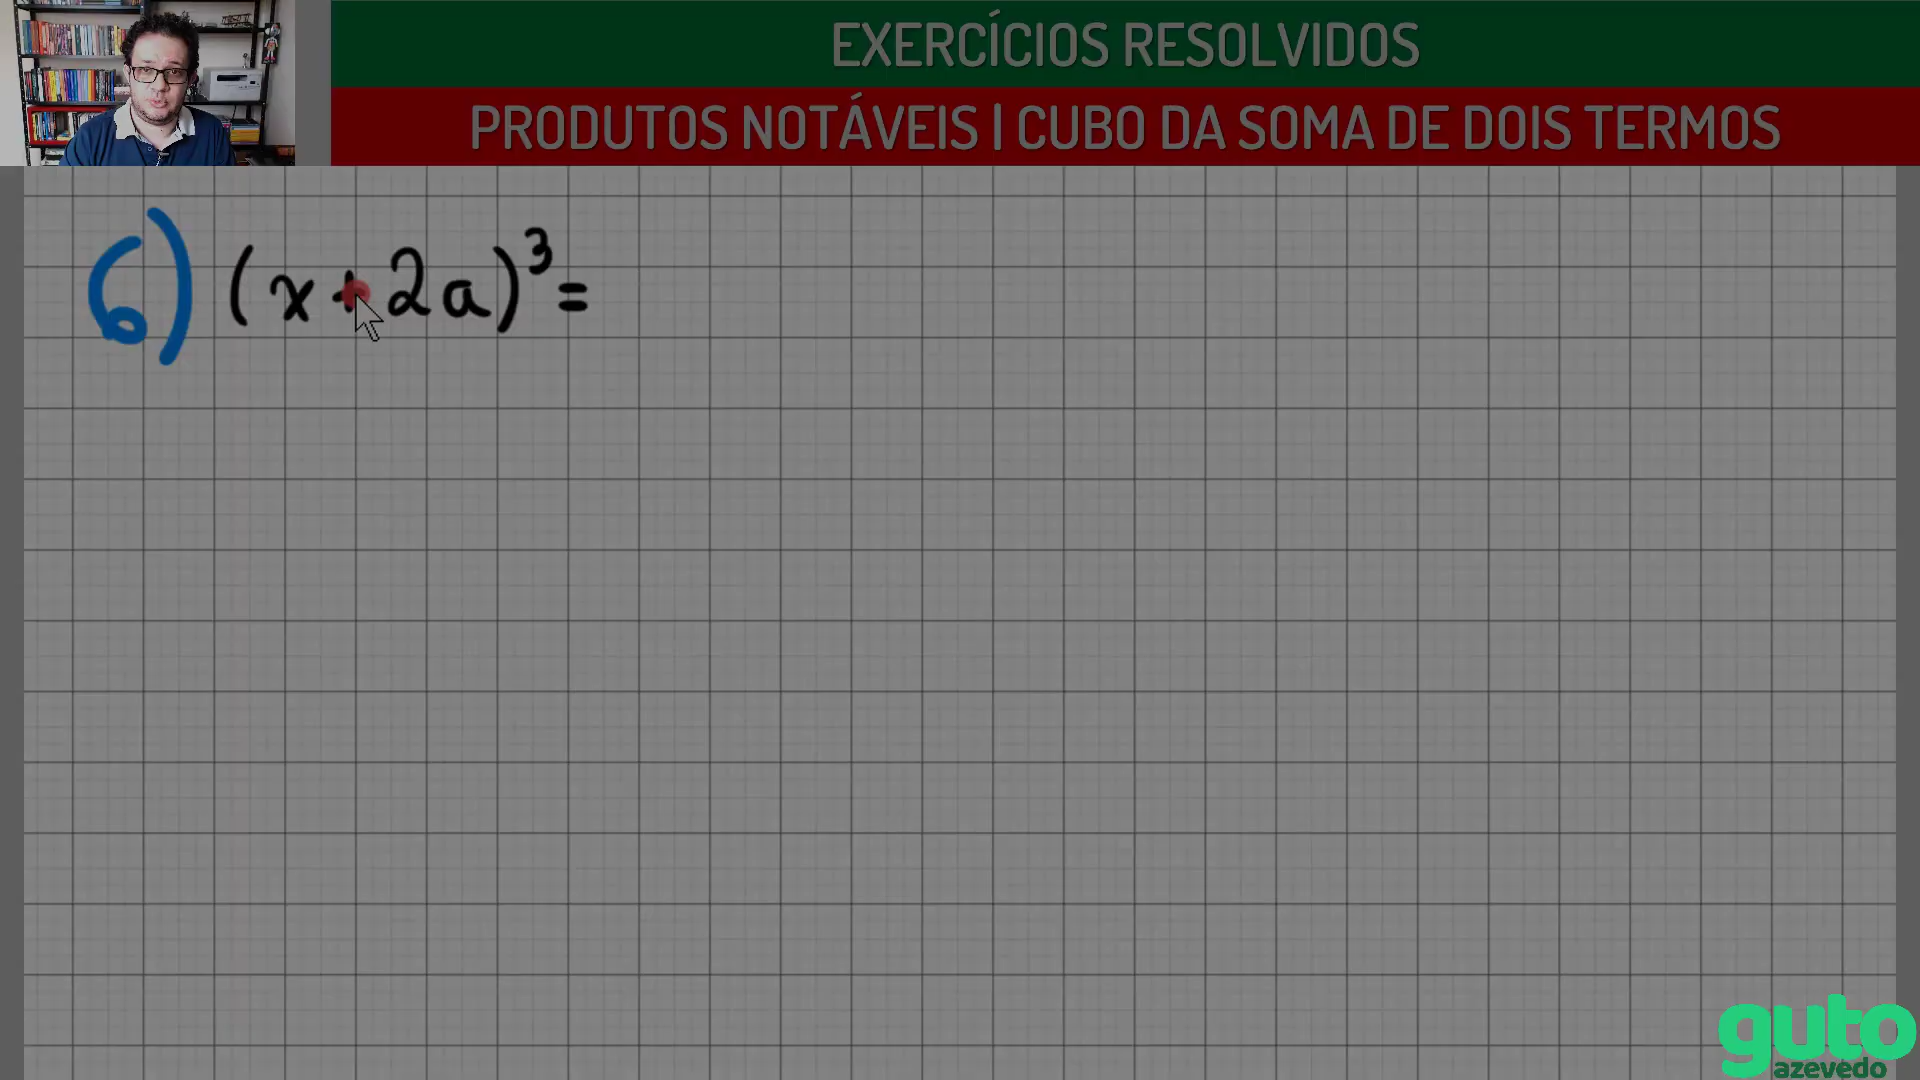 EXERCÍCIOS RESOLVIDOS
PRODUTOS NOTÁVEIS | CUBO DA SOMA DE DOIS TERMOS
6) (x+2a)³=
guto
azevedo